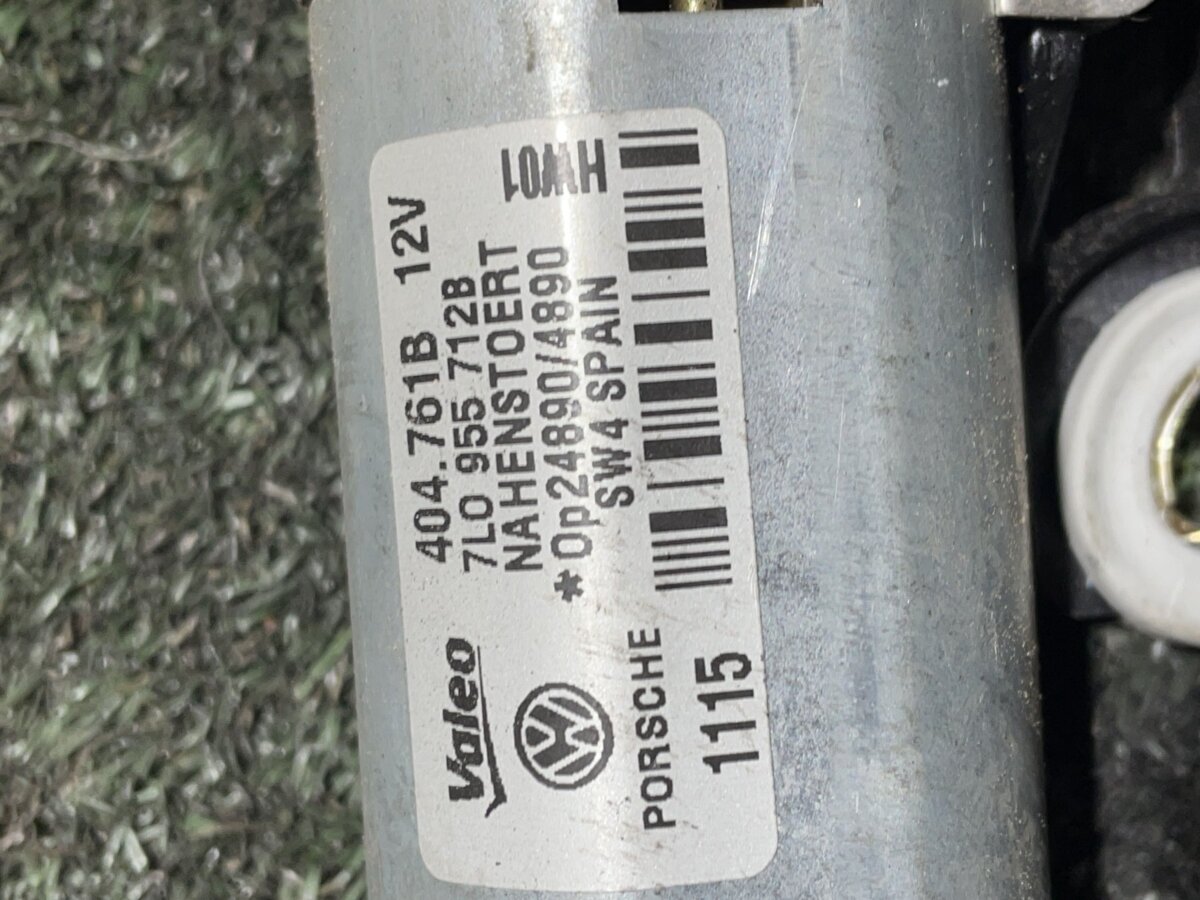 Valeo 404.761B 12V
7L0 955 712B
NAHENSTOERT
*0p24890/4890
SW4 SPAIN
HW01
PORSCHE
1115